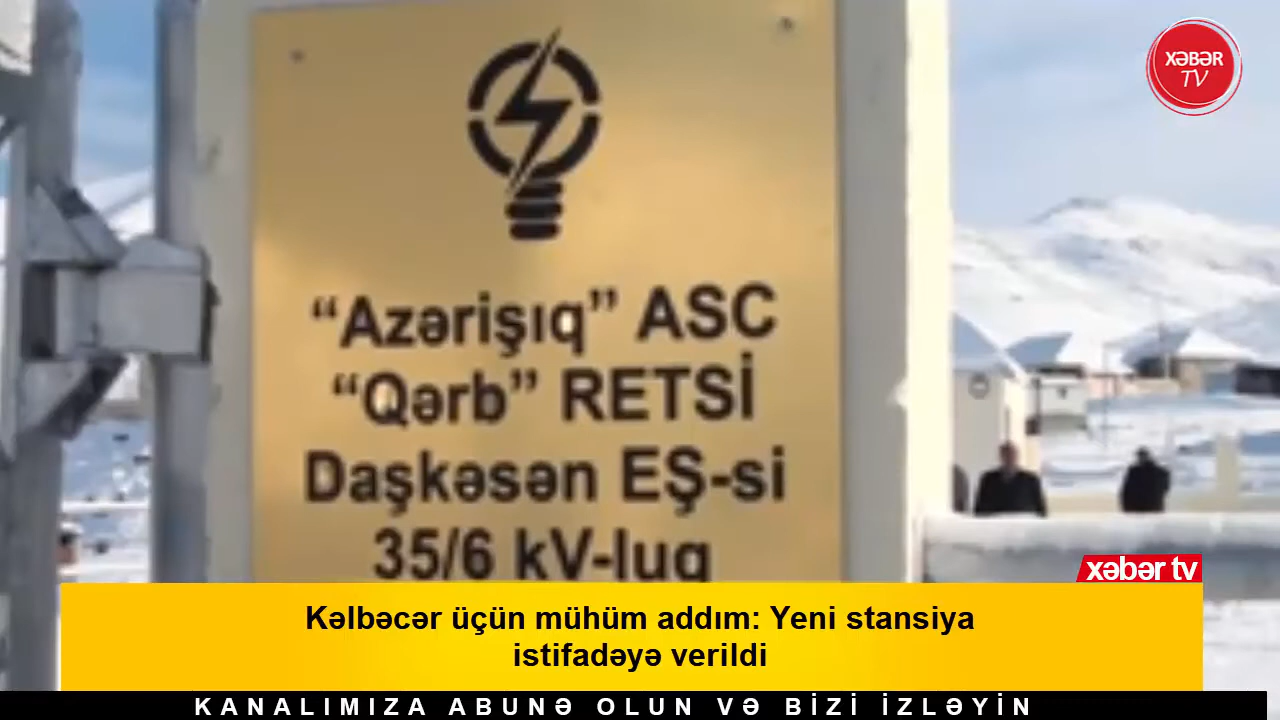 XƏBƏR
TV
“Azərişıq” ASC
“Qərb” RETSİ
Daşkəsən EŞ-si
35/6 kV-luq
xəbər tv
Kəlbəcər üçün mühüm addım: Yeni stansiya
istifadəyə verildi
KANALIMIZA ABUNƏ OLUN VƏ BİZİ İZLƏYİN